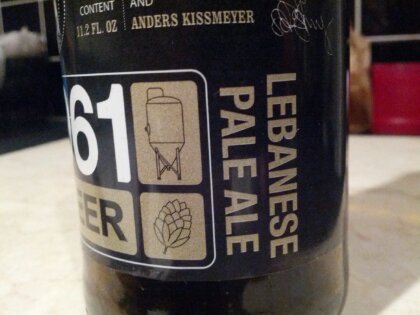 CONTENT AND
11.2 FL. OZ ANDERS KISSMEYER
61
EER
LEBANESE
PALE ALE